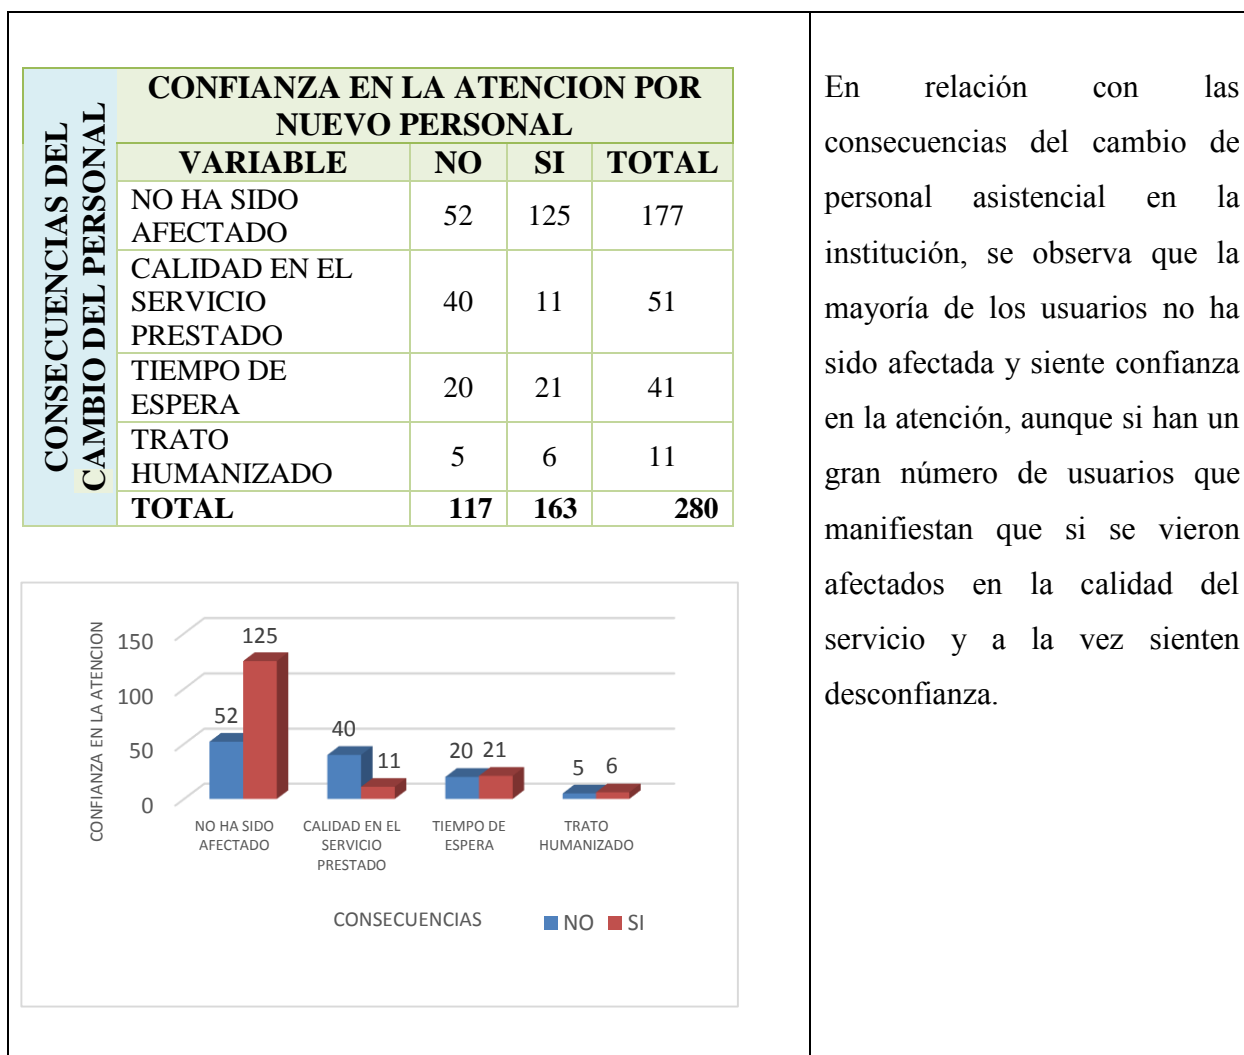 CONSECUENCIAS DEL
CAMBIO DEL PERSONAL
CONFIANZA EN LA ATENCION POR
NUEVO PERSONAL
VARIABLE NO SI TOTAL
NO HA SIDO
AFECTADO 52 125 177
CALIDAD EN EL
SERVICIO
PRESTADO 40 11 51
TIEMPO DE
ESPERA 20 21 41
TRATO
HUMANIZADO 5 6 11
TOTAL 117 163 280
CONFIANZA EN LA ATENCION
150
100
50
0
52 125
40 11
20 21
5 6
NO HA SIDO
AFECTADO
CALIDAD EN EL
SERVICIO
PRESTADO
TIEMPO DE
ESPERA
TRATO
HUMANIZADO
CONSECUENCIAS
NO SI
En relación con las
consecuencias del cambio de
personal asistencial en la
institución, se observa que la
mayoría de los usuarios no ha
sido afectada y siente confianza
en la atención, aunque si han un
gran número de usuarios que
manifiestan que si se vieron
afectados en la calidad del
servicio y a la vez sienten
desconfianza.